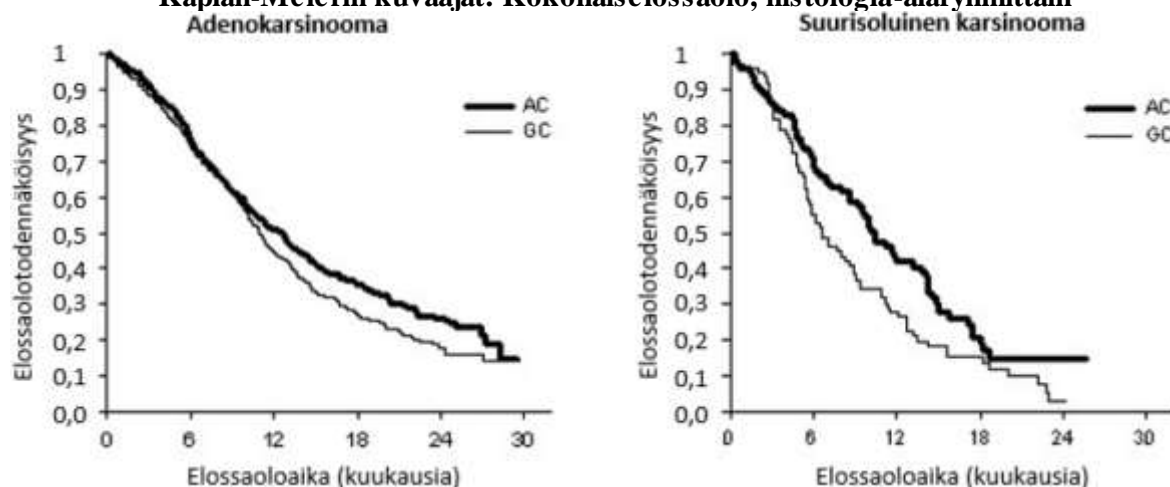 Kaplan-Meierin kuvaajat: Kokonaiselossaolo, histologia-alaryhmittäin
Adenokarsinooma
Elossaolotodennäköisyys
1
0,9
0,8
0,7
0,6
0,5
0,4
0,3
0,2
0,1
0,0
0 6 12 18 24 30
Elossaoloaika (kuukausia)
AC
GC
Suurisoluinen karsinooma
Elossaolotodennäköisyys
1
0,9
0,8
0,7
0,6
0,5
0,4
0,3
0,2
0,1
0,0
0 6 12 18 24 30
Elossaoloaika (kuukausia)
AC
GC